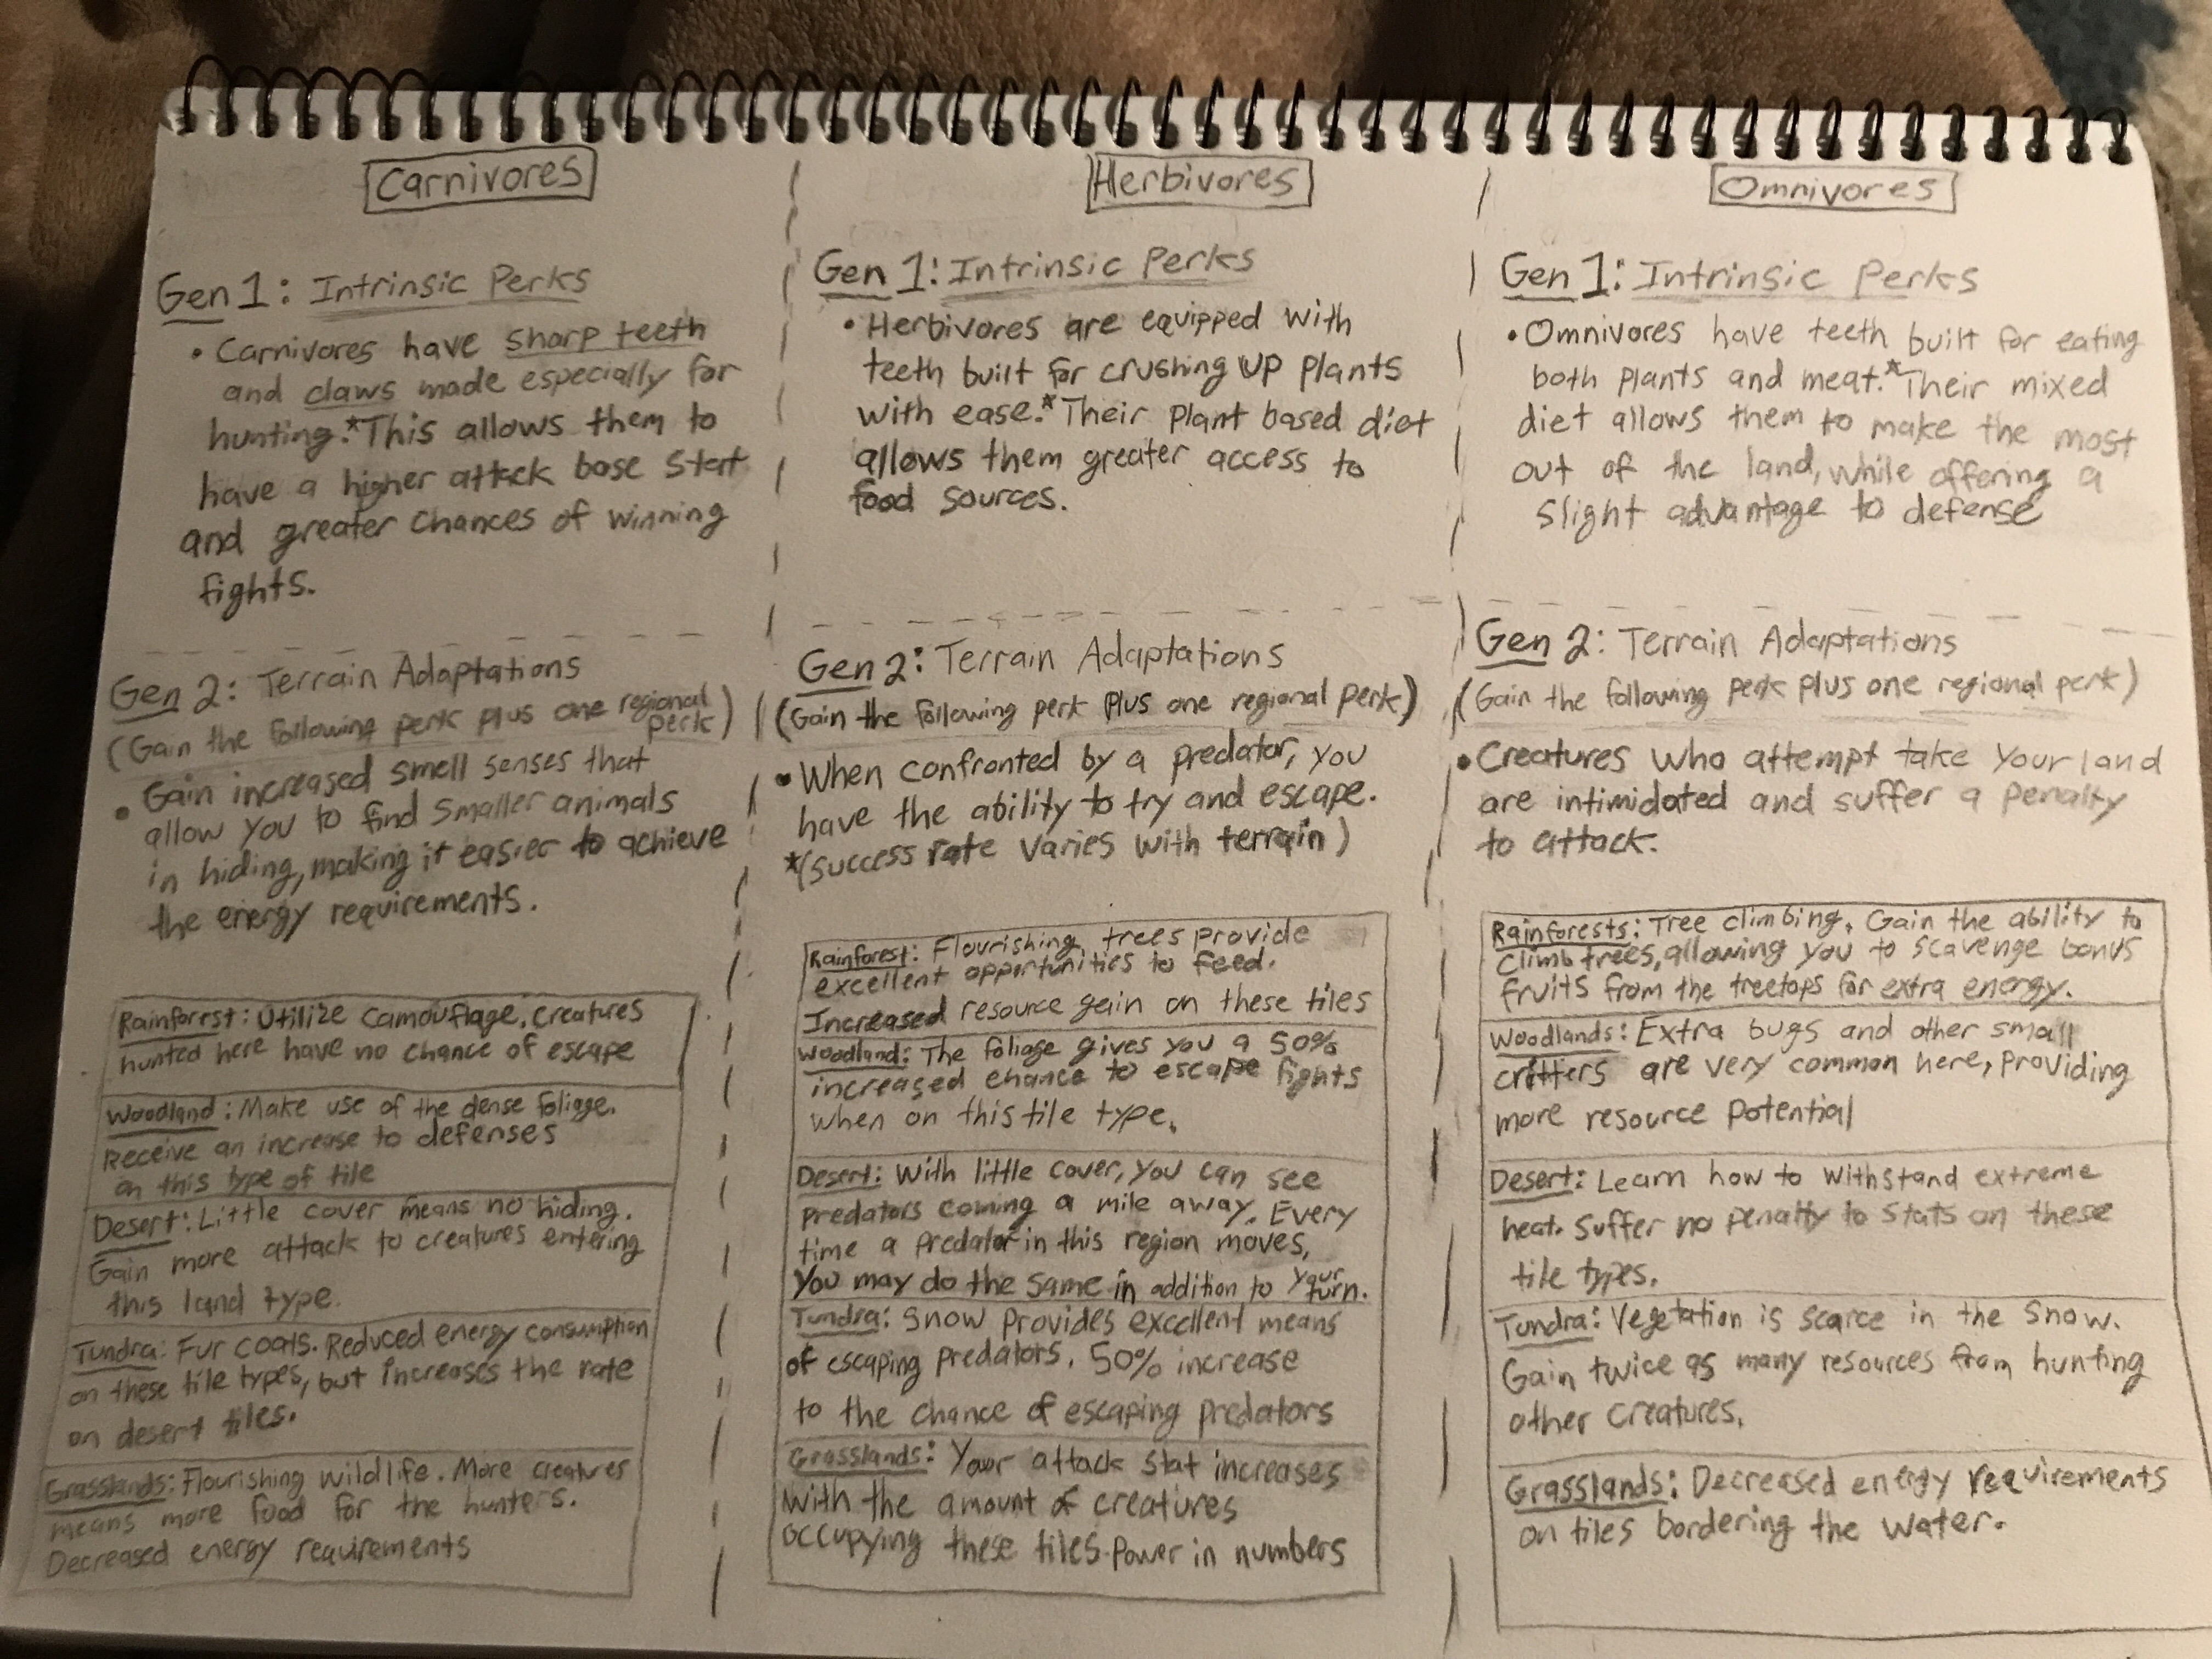 Carnivores
Gen 1: Intrinsic Perks
• Carnivores have sharp teeth
and claws made especially for
hunting.*This allows them to
have a higher attack base start
and greater chances of winning
fights.
Gen 2: Terrain Adaptations
(Gain the following perk plus one regional
perk)
• Gain increased smell senses that
allow you to find smaller animals
in hiding, making it easier to achieve
the energy requirements.
Rainforest: Utilize camouflage, creatures
hunted here have no chance of escape
Woodland: Make use of the dense foliage.
Receive an increase to defenses
on this type of tile
Desert: Little cover means no hiding.
Gain more attack to creatures entering
this land type.
Tundra: Fur coats. Reduced energy consumption
on these tile types, but increases the rate
on desert tiles.
Grasslands: Flourishing wildlife. More creatures
means more food for the hunters.
Decreased energy requirements
Herbivores
Gen 1: Intrinsic Perks
• Herbivores are equipped with
teeth built for crushing up plants
with ease.*Their plant based diet
allows them greater access to
food sources.
Gen 2: Terrain Adaptations
(Gain the following perk plus one regional perk)
• When confronted by a predator, you
have the ability to try and escape.
*(success rate varies with terrain)
Rainforest: Flourishing, trees provide
excellent opportunities to feed.
Increased resource gain on these tiles
Woodland: The foliage gives you a 50%
increased chance to escape fights
when on this tile type.
Desert: With little cover, you can see
predators coming a mile away. Every
time a predator in this region moves,
you may do the same in addition to your
turn.
Tundra: Snow provides excellent means
of escaping predators. 50% increase
to the chance of escaping predators
Grasslands: Your attack stat increases
with the amount of creatures
occupying these tiles. Power in numbers
Omnivores
Gen 1: Intrinsic Perks
• Omnivores have teeth built for eating
both plants and meat.*Their mixed
diet allows them to make the most
out of the land, while offering a
slight advantage to defense
Gen 2: Terrain Adaptations
(Gain the following perk plus one regional perk)
• Creatures who attempt take your land
are intimidated and suffer a penalty
to attack.
Rainforests: Tree climbing. Gain the ability to
climb trees, allowing you to scavenge bonus
fruits from the treetops for extra energy.
Woodlands: Extra bugs and other small
critters are very common here, providing
more resource potential
Desert: Learn how to withstand extreme
heat. Suffer no penalty to stats on these
tile types.
Tundra: Vegetation is scarce in the snow.
Gain twice as many resources from hunting
other creatures.
Grasslands: Decreased energy requirements
on tiles bordering the water.